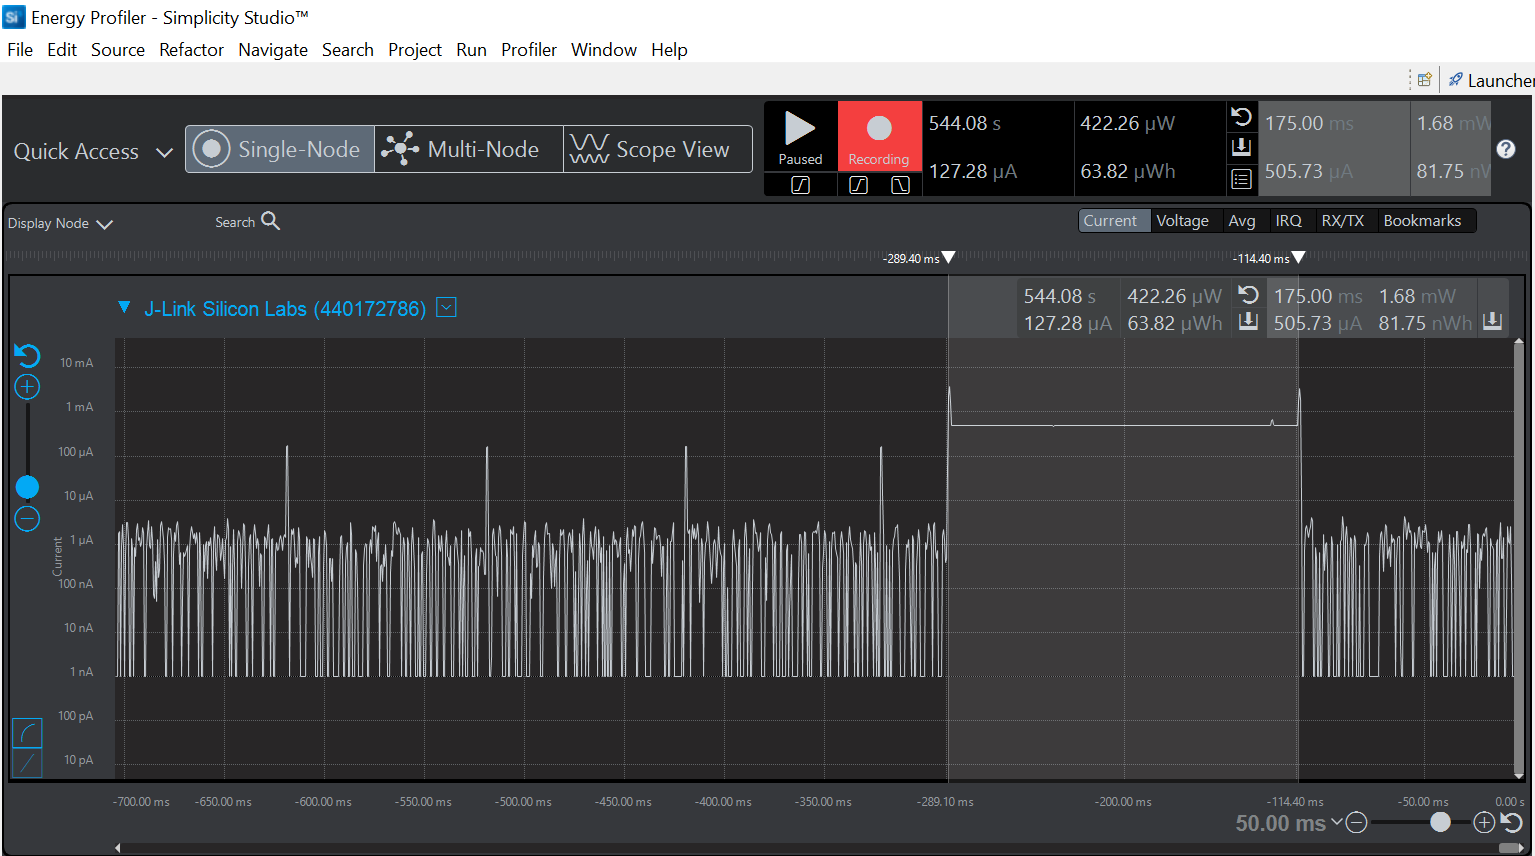 Energy Profiler - Simplicity Studio™
File Edit Source Refactor Navigate Search Project Run Profiler Window Help
Launcher
Quick Access Single-Node Multi-Node Scope View
Paused Recording
544.08 s 422.26 µW 175.00 ms 1.68 mW
127.28 µA 63.82 µWh 505.73 µA 81.75 nW
Display Node Search Current Voltage Avg IRQ RX/TX Bookmarks
-289.40 ms -114.40 ms
J-Link Silicon Labs (440172786)
544.08 s 422.26 µW 175.00 ms 1.68 mW
127.28 µA 63.82 µWh 505.73 µA 81.75 nWh
10 mA
1 mA
100 µA
10 µA
1 µA
100 nA
10 nA
1 nA
100 pA
10 pA
Current
-700.00 ms -650.00 ms -600.00 ms -550.00 ms -500.00 ms -450.00 ms -400.00 ms -350.00 ms -289.10 ms -200.00 ms -114.40 ms -50.00 ms 0.00 s
50.00 ms